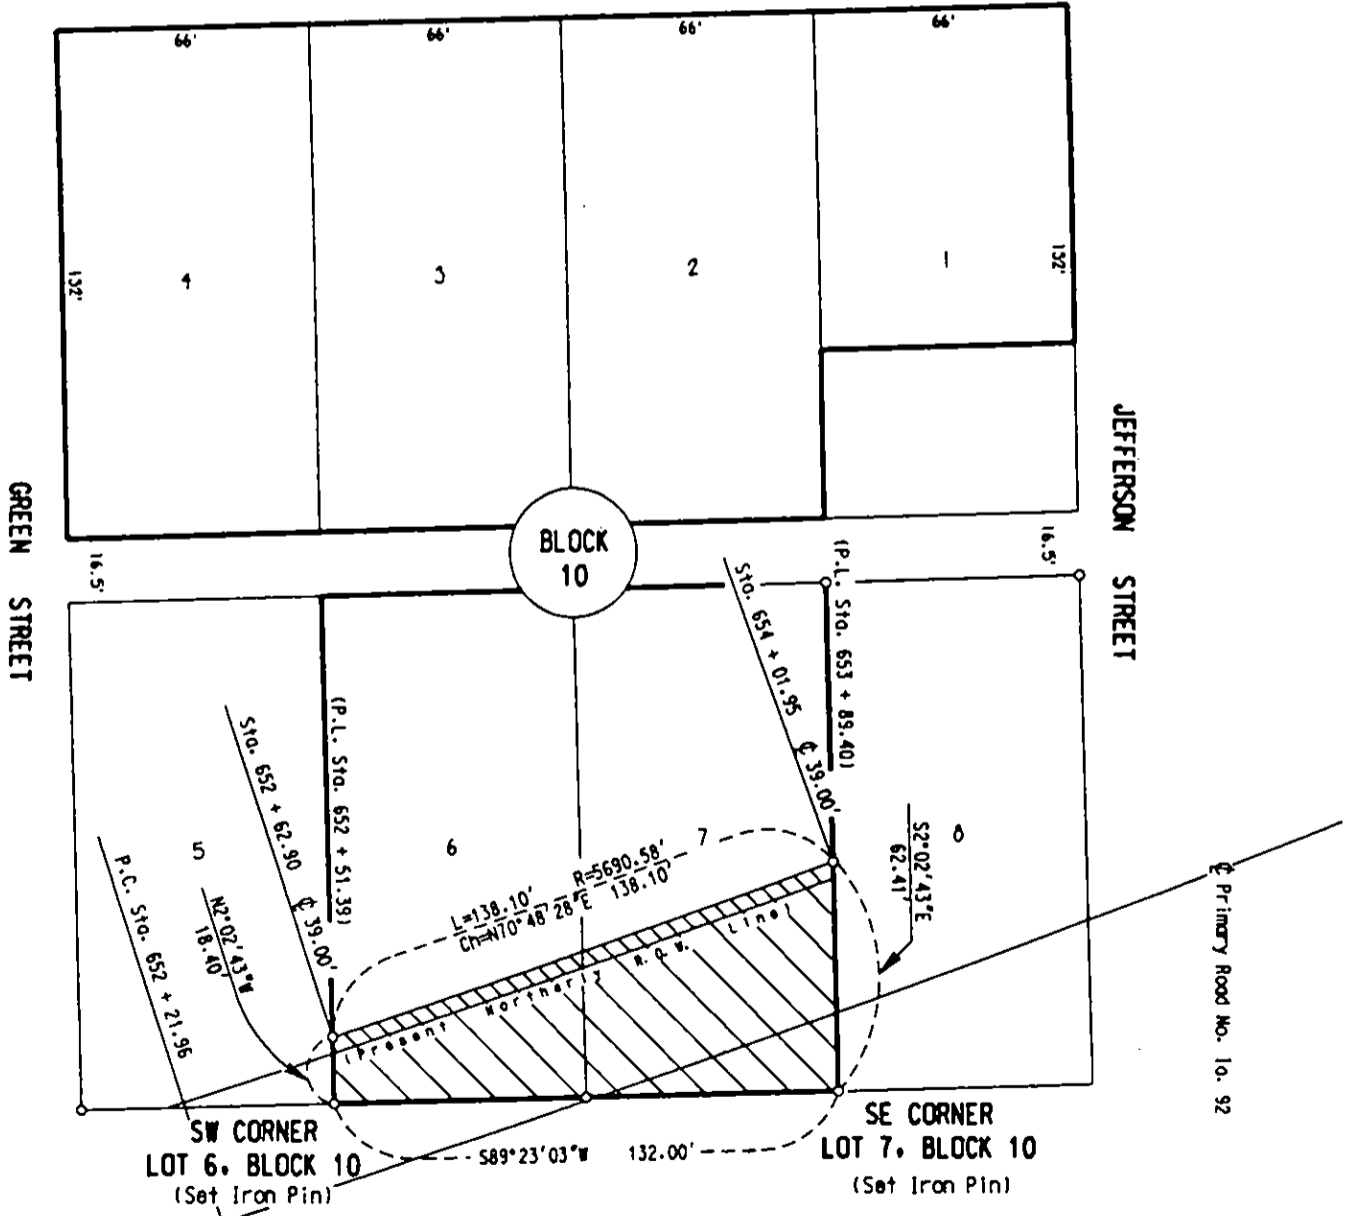 66'
66'
66'
66'
132'
4
3
2
1
132'
JEFFERSON STREET
GREEN STREET
16.5'
BLOCK
10
16.5'
(P.L. Sta. 653 + 89.40)
Sta. 654 + 01.95 ℄ 39.00'
(P.L. Sta. 652 + 51.39)
Sta. 652 + 62.90 ℄ 39.00'
P.C. Sta. 652 + 21.96
5
6
7
8
N2°02'43"W
18.40'
L=138.10' R=5690.58'
Ch=N70°48'28"E 138.10'
S2°02'43"E
62.41'
(Present Northerly R.O.W. Line)
℄ Primary Road No. Ia. 92
SW CORNER
LOT 6, BLOCK 10
(Set Iron Pin)
S89°23'03"W 132.00'
SE CORNER
LOT 7, BLOCK 10
(Set Iron Pin)